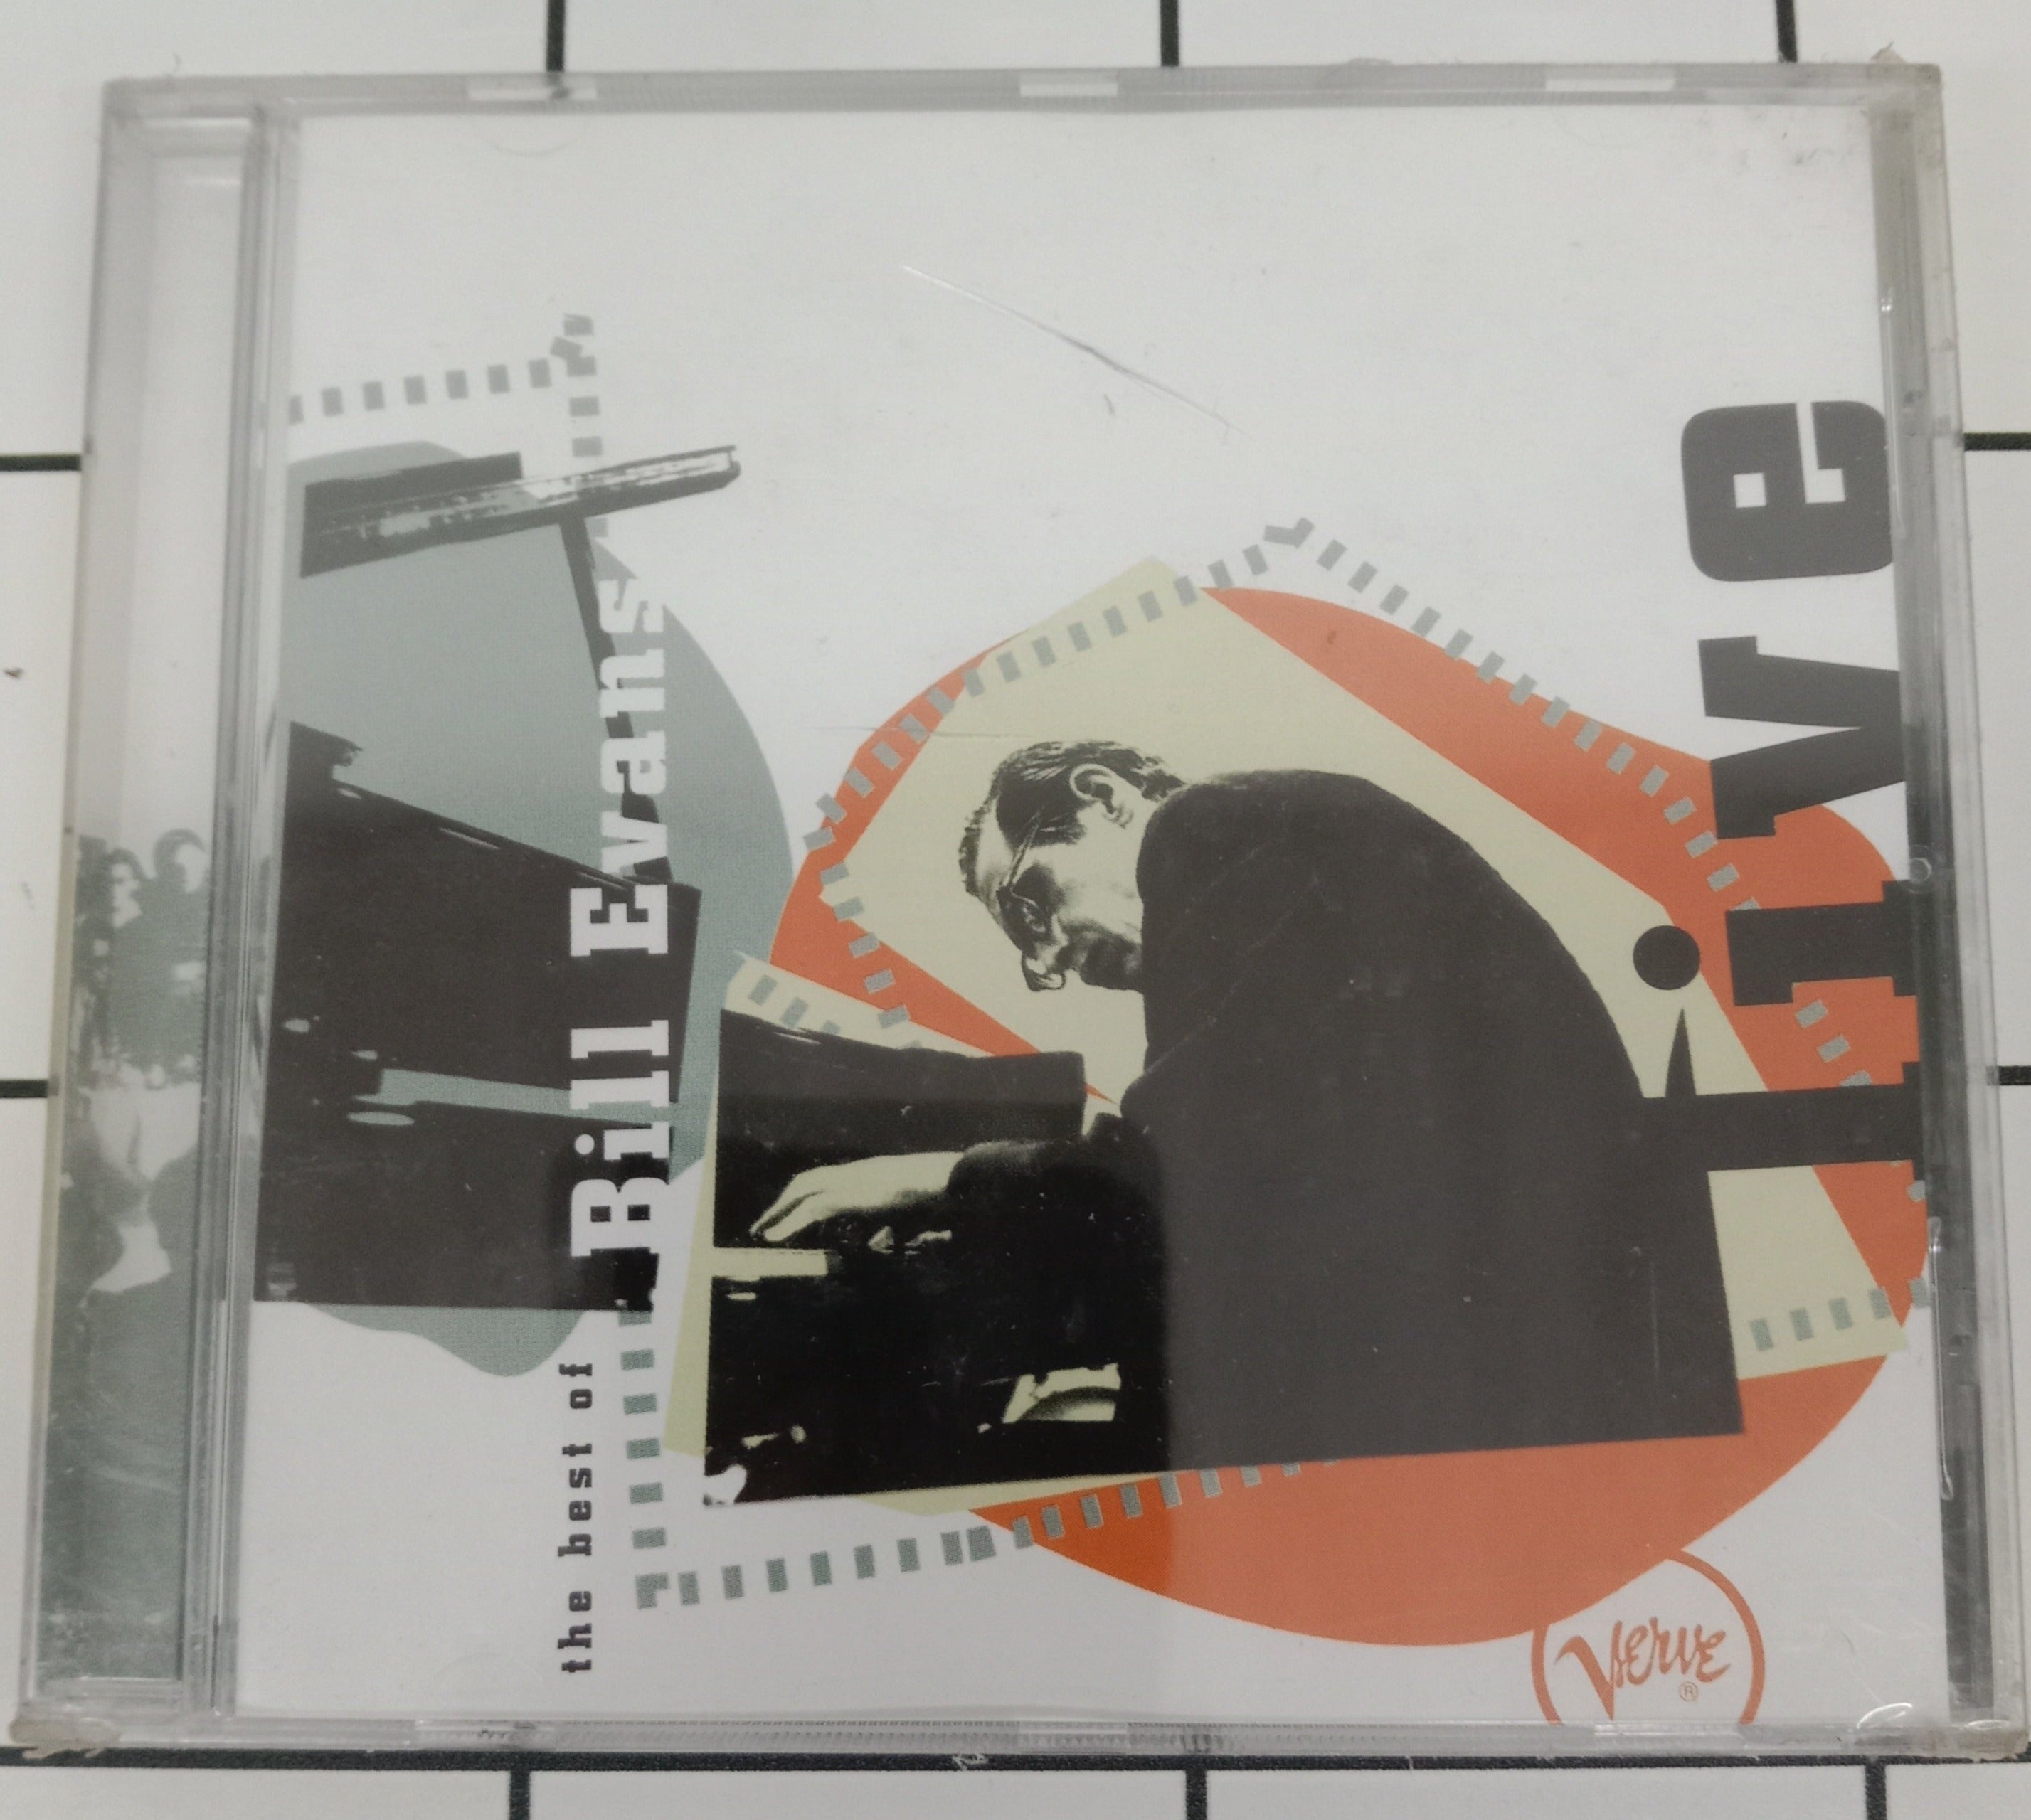 the best of
Bill Evans
live
Verve
®